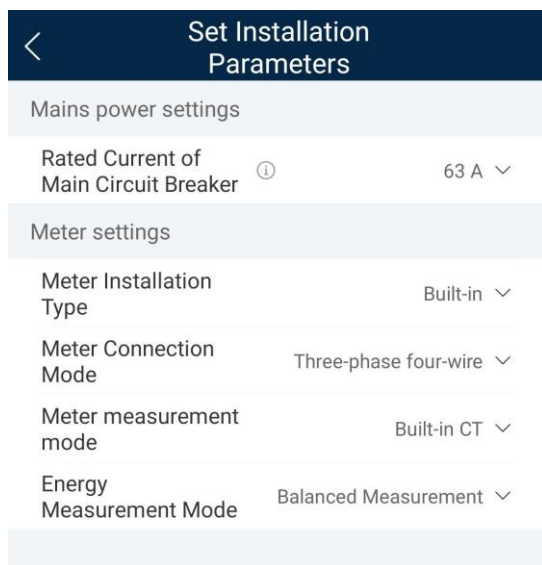 Set Installation
Parameters
Mains power settings
Rated Current of
Main Circuit Breaker
63 A
Meter settings
Meter Installation
Type
Built-in
Meter Connection
Mode
Three-phase four-wire
Meter measurement
mode
Built-in CT
Energy
Measurement Mode
Balanced Measurement